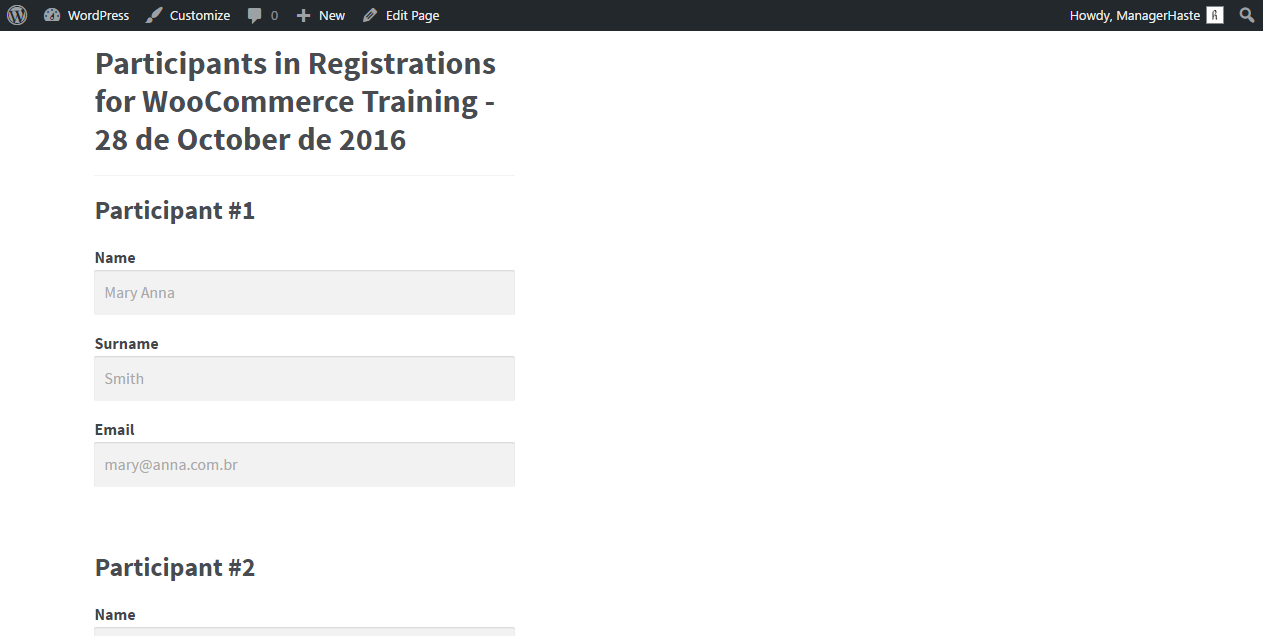 WordPress Customize 0 New Edit Page Howdy, ManagerHaste
Participants in Registrations
for WooCommerce Training -
28 de October de 2016
Participant #1
Name
Mary Anna
Surname
Smith
Email
mary@anna.com.br
Participant #2
Name